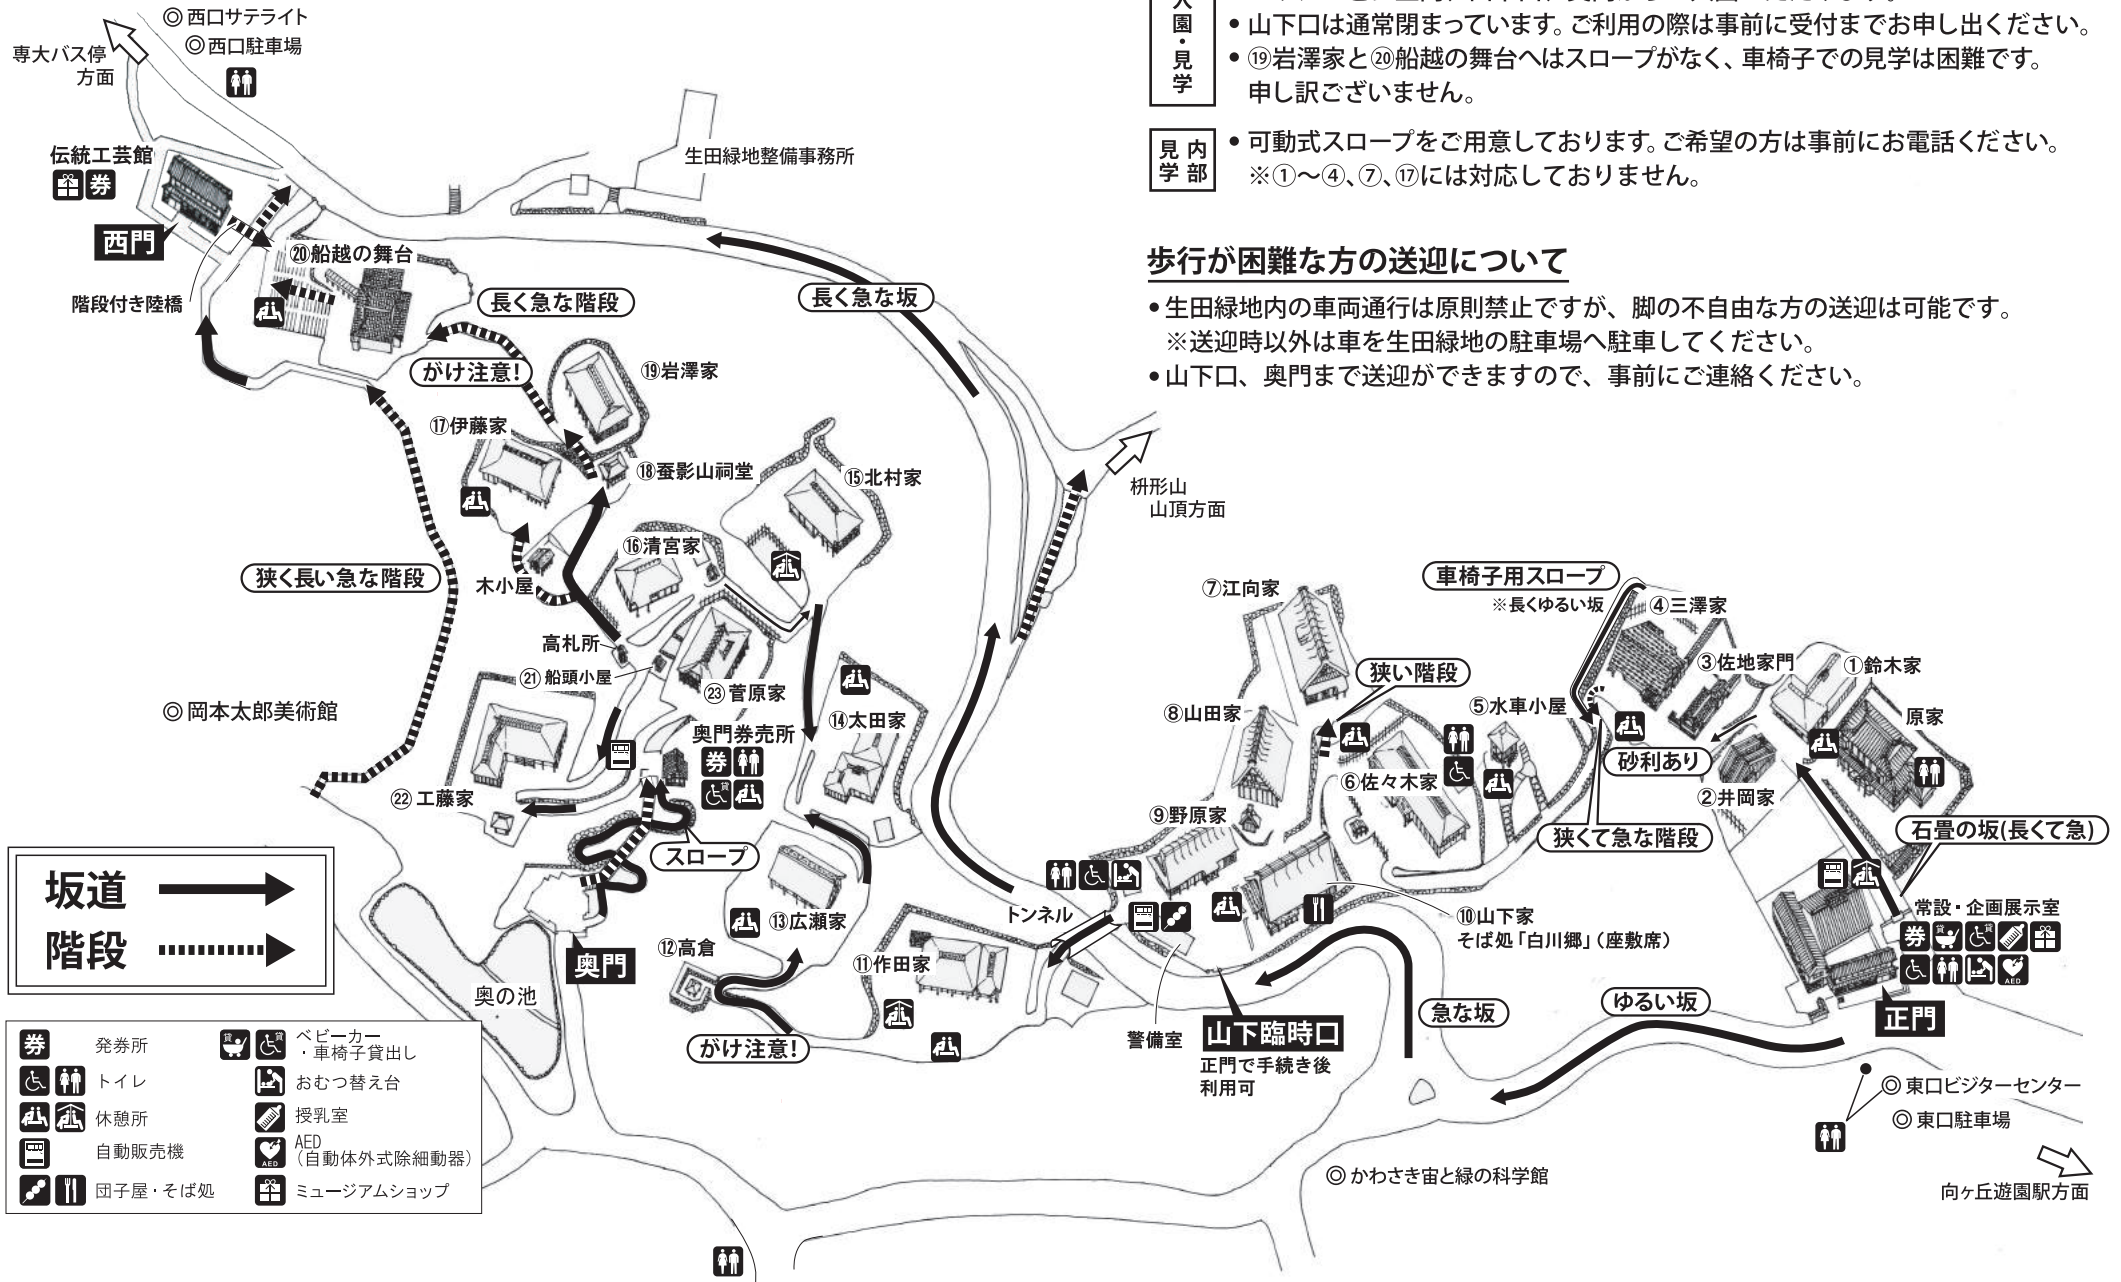 入園・見学
• 山下口は通常閉まっています。ご利用の際は事前に受付までお申し出ください。
• ⑲岩澤家と⑳船越の舞台へはスロープがなく、車椅子での見学は困難です。
申し訳ございません。
内部見学
• 可動式スロープをご用意しております。ご希望の方は事前にお電話ください。
※①〜④、⑦、⑰には対応しておりません。
歩行が困難な方の送迎について
• 生田緑地内の車両通行は原則禁止ですが、脚の不自由な方の送迎は可能です。
※送迎時以外は車を生田緑地の駐車場へ駐車してください。
• 山下口、奥門まで送迎ができますので、事前にご連絡ください。
◎西口サテライト
◎西口駐車場
専大バス停
方面
伝統工芸館
券
西門
階段付き陸橋
生田緑地整備事務所
⑳船越の舞台
長く急な階段
長く急な坂
がけ注意!
⑲岩澤家
⑰伊藤家
⑱蚕影山祠堂
⑮北村家
枡形山
山頂方面
⑯清宮家
狭く長い急な階段
木小屋
高札所
㉑船頭小屋
㉓菅原家
◎岡本太郎美術館
奥門券売所
券
貸
⑭太田家
㉒工藤家
スロープ
⑬広瀬家
⑫高倉
⑪作田家
奥門
奥の池
がけ注意!
トンネル
警備室
山下臨時口
正門で手続き後
利用可
⑦江向家
⑧山田家
狭い階段
⑨野原家
⑥佐々木家
⑤水車小屋
⑩山下家
そば処「白川郷」(座敷席)
車椅子用スロープ
※長くゆるい坂
④三澤家
③佐地家門
①鈴木家
原家
砂利あり
②井岡家
狭くて急な階段
石畳の坂(長くて急)
常設・企画展示室
券
貸
貸
AED
正門
急な坂
ゆるい坂
◎東口ビジターセンター
◎東口駐車場
向ヶ丘遊園駅方面
◎かわさき宙と緑の科学館
坂道
階段
券 発券所
トイレ
休憩所
自動販売機
団子屋・そば処
貸 貸 ベビーカー
・車椅子貸出し
おむつ替え台
授乳室
AED AED
(自動体外式除細動器)
ミュージアムショップ